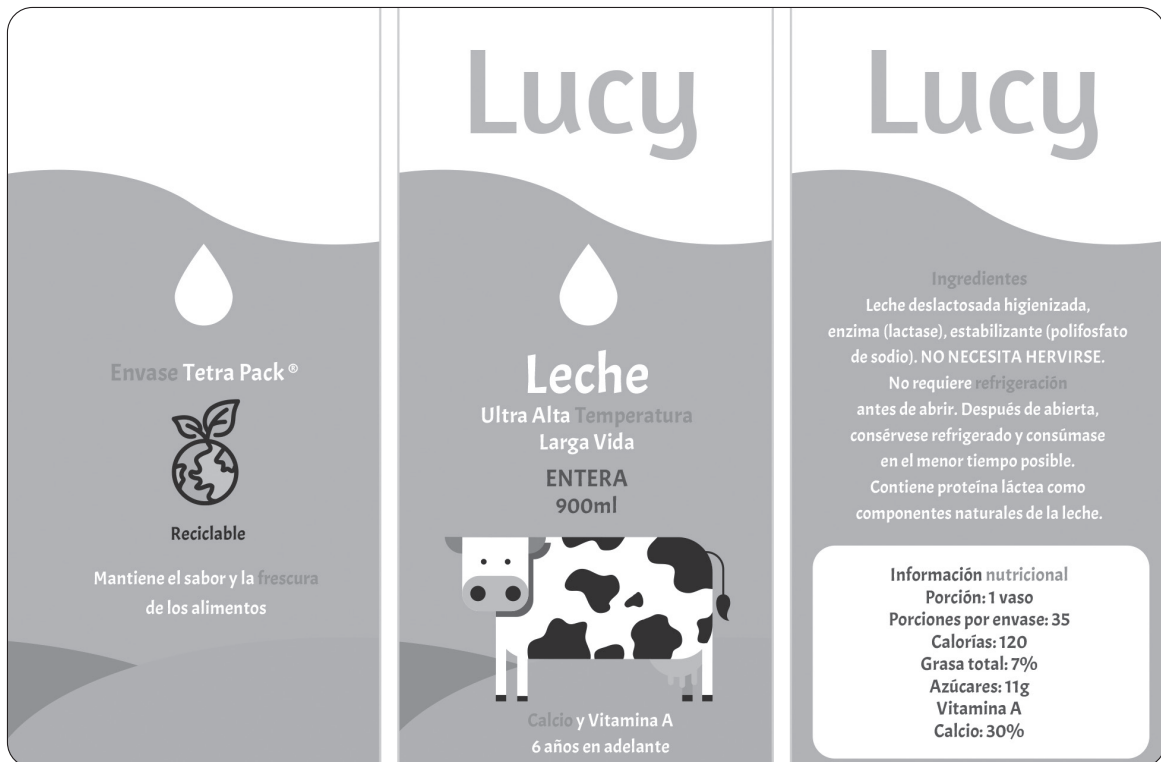 Envase Tetra Pack®
Reciclable
Mantiene el sabor y la frescura
de los alimentos
Lucy
Leche
Ultra Alta Temperatura
Larga Vida
ENTERA
900ml
Calcio y Vitamina A
6 años en adelante
Lucy
Ingredientes
Leche deslactosada higienizada,
enzima (lactase), estabilizante (polifosfato
de sodio). NO NECESITA HERVIRSE.
No requiere refrigeración
antes de abrir. Después de abierta,
consérvese refrigerado y consúmase
en el menor tiempo posible.
Contiene proteína láctea como
componentes naturales de la leche.
Información nutricional
Porción: 1 vaso
Porciones por envase: 35
Calorías: 120
Grasa total: 7%
Azúcares: 11g
Vitamina A
Calcio: 30%